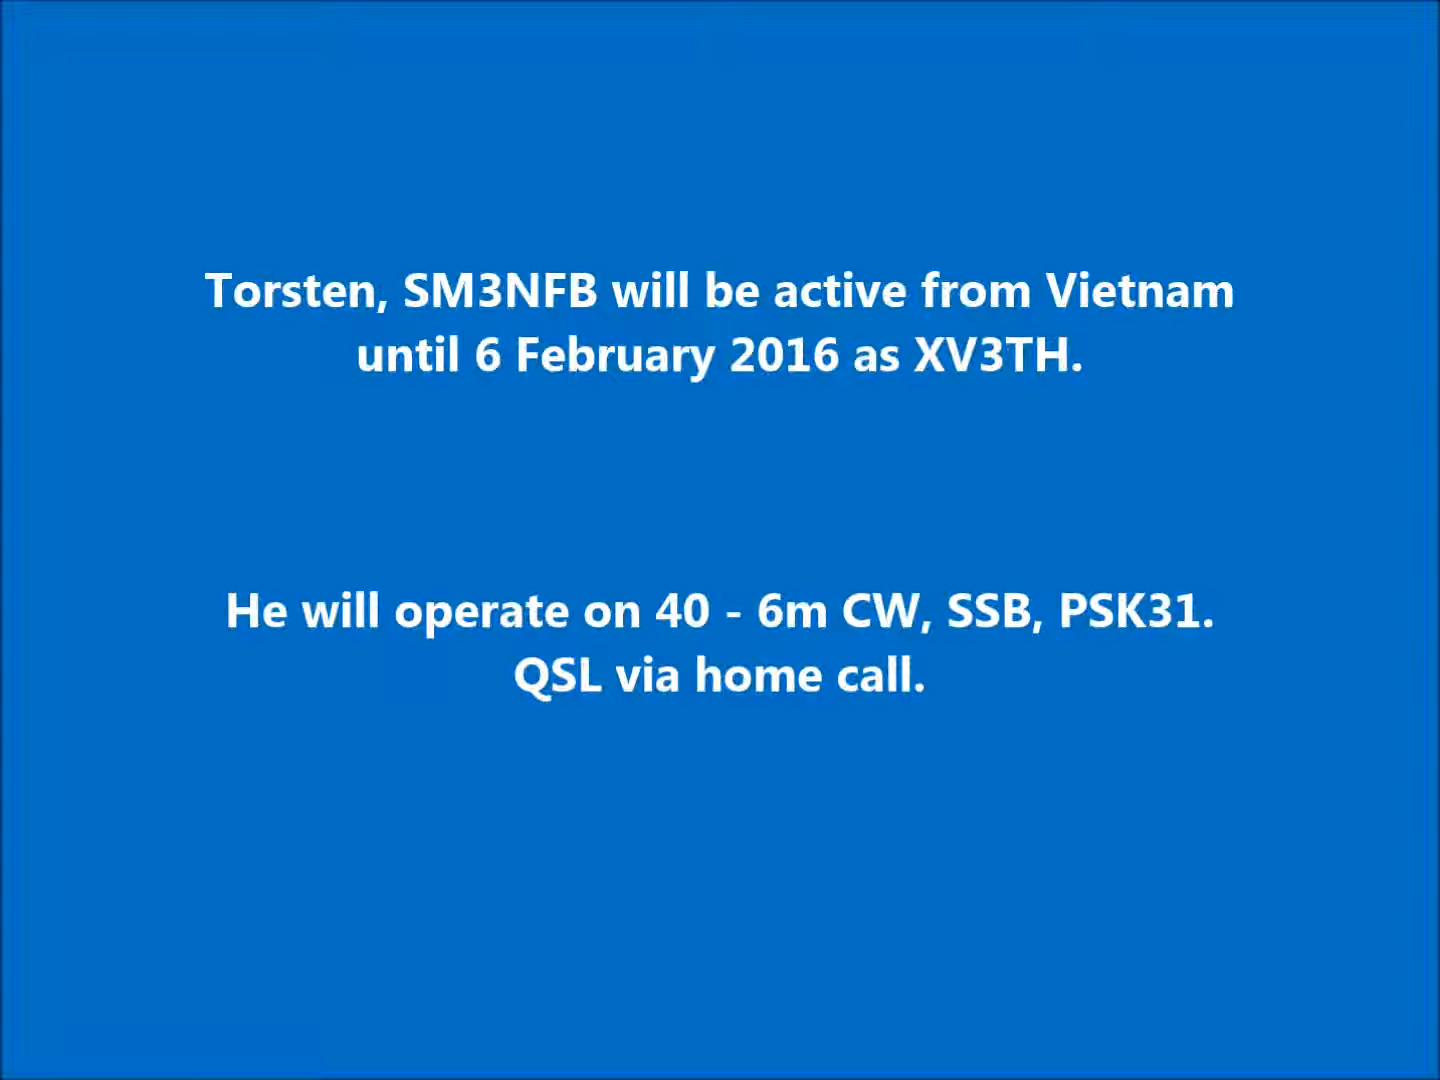 Torsten, SM3NFB will be active from Vietnam
until 6 February 2016 as XV3TH.
He will operate on 40 - 6m CW, SSB, PSK31.
QSL via home call.